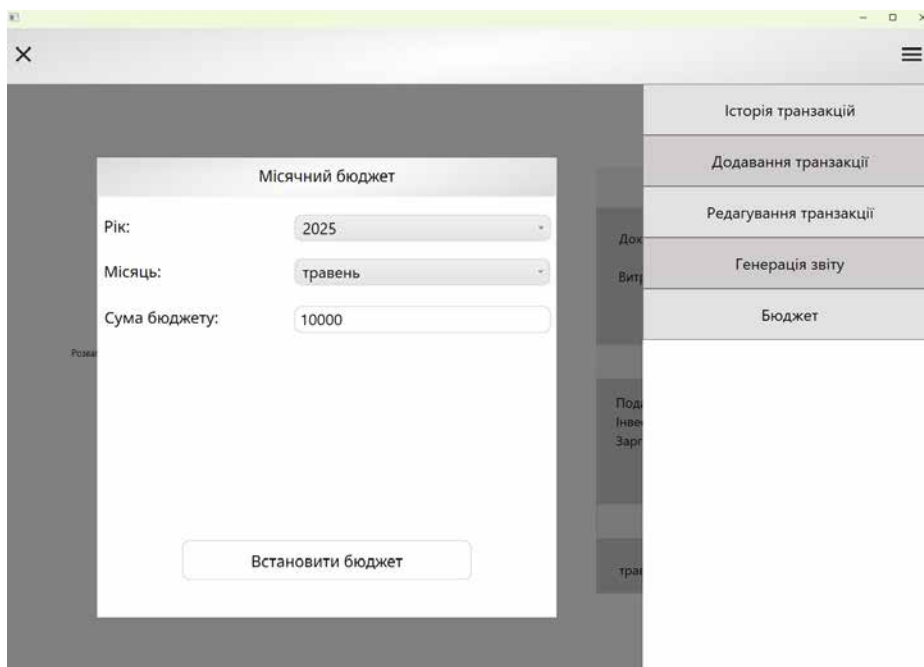 Історія транзакцій
Додавання транзакції
Редагування транзакції
Генерація звіту
Бюджет
Місячний бюджет
Рік:
2025
Місяць:
травень
Сума бюджету:
10000
Встановити бюджет